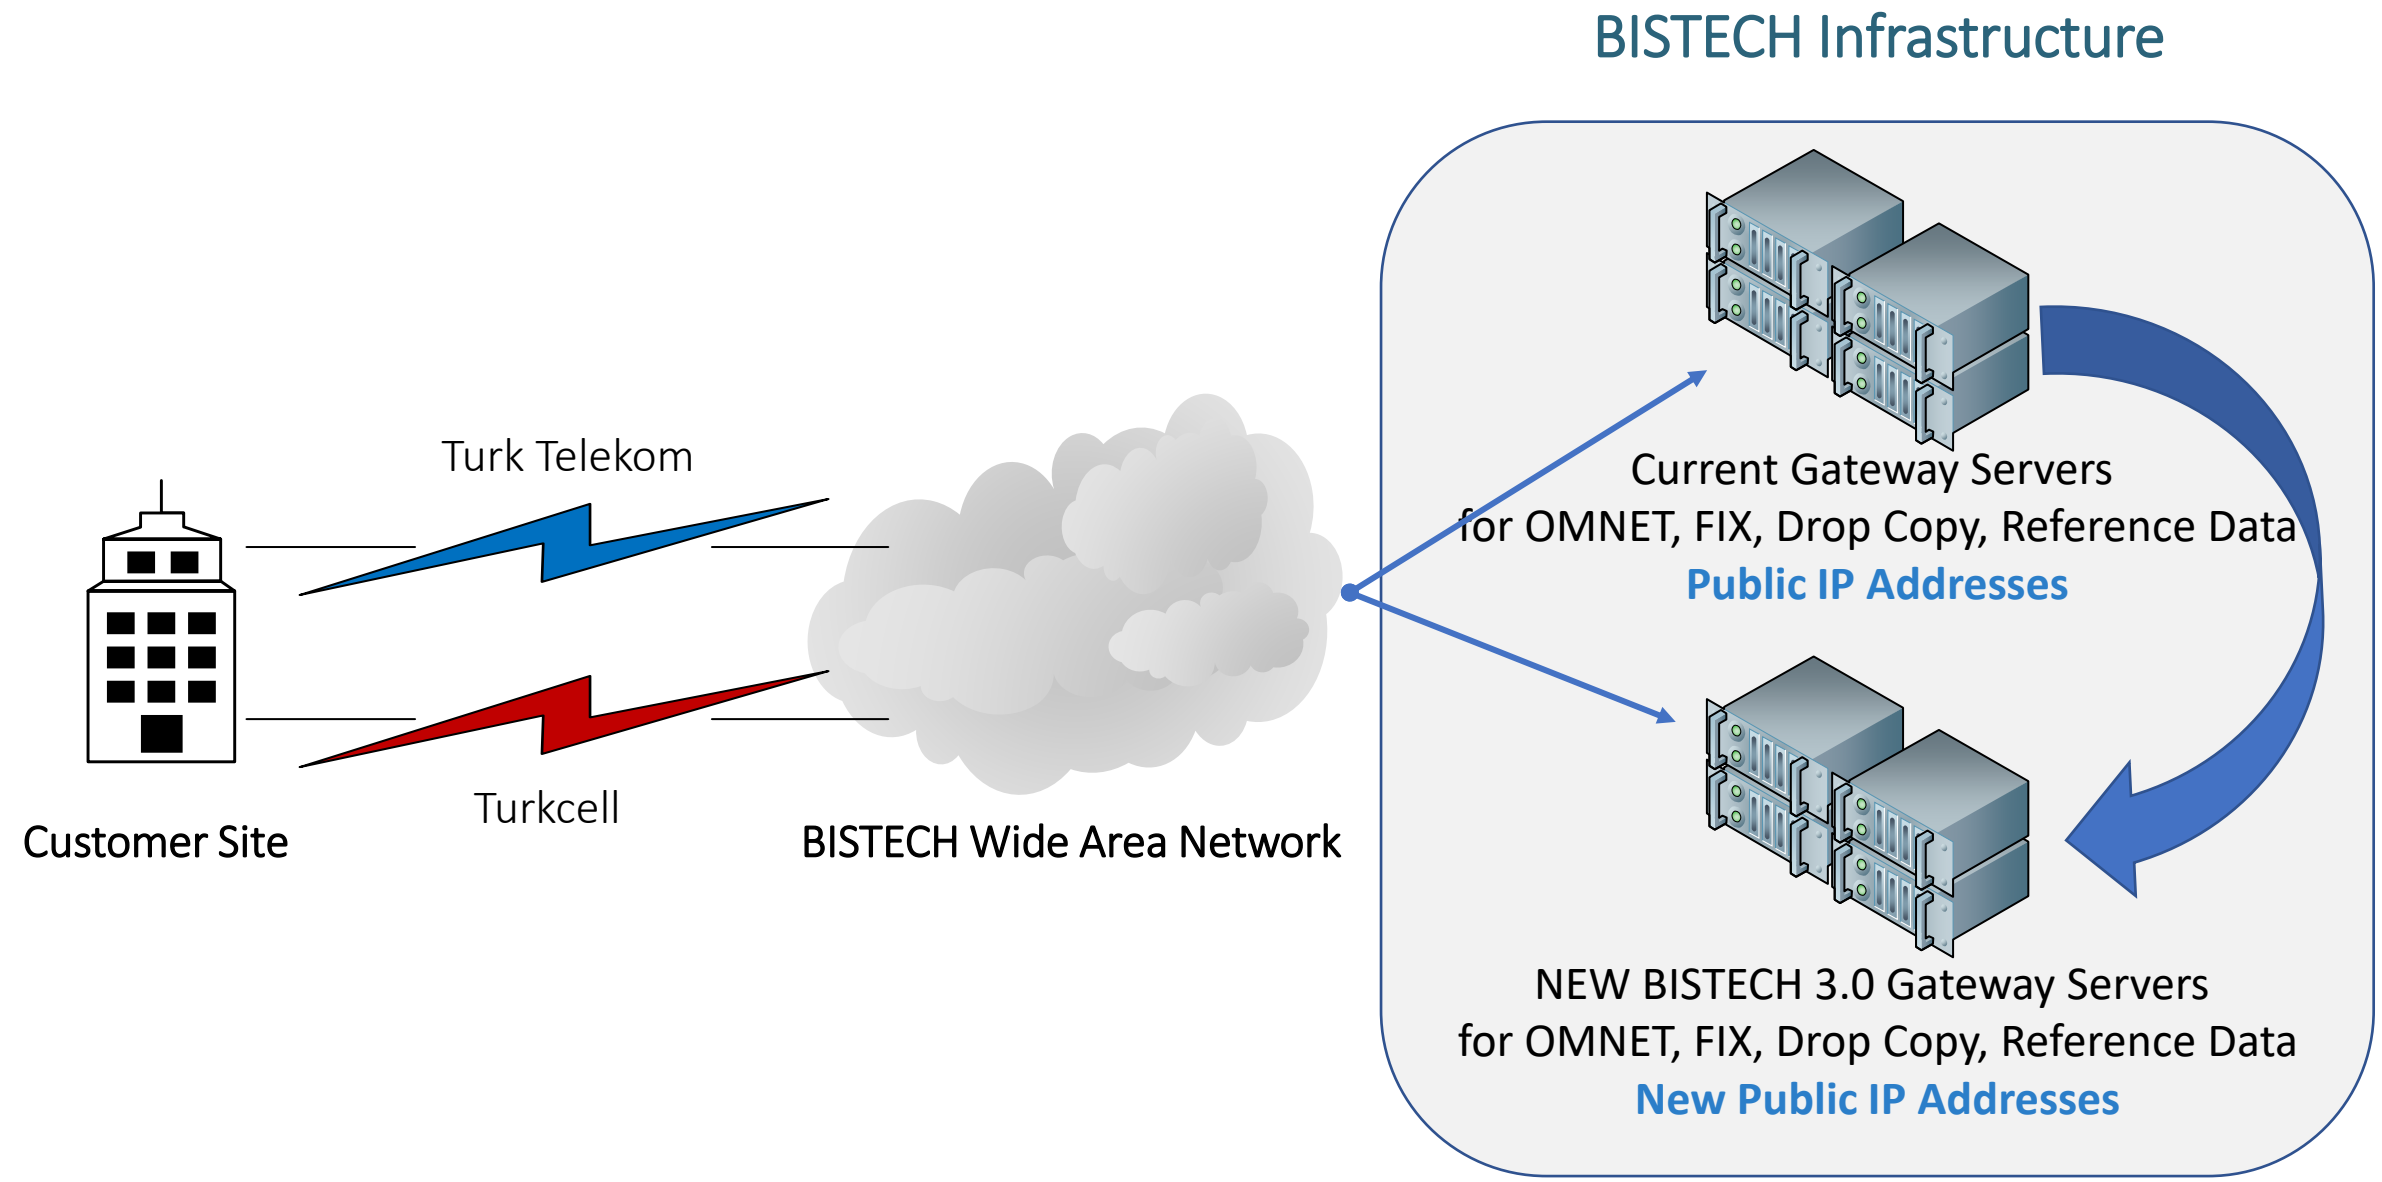 BISTECH Infrastructure
Turk Telekom
Turkcell
Customer Site
BISTECH Wide Area Network
Current Gateway Servers
for OMNET, FIX, Drop Copy, Reference Data
Public IP Addresses
NEW BISTECH 3.0 Gateway Servers
for OMNET, FIX, Drop Copy, Reference Data
New Public IP Addresses